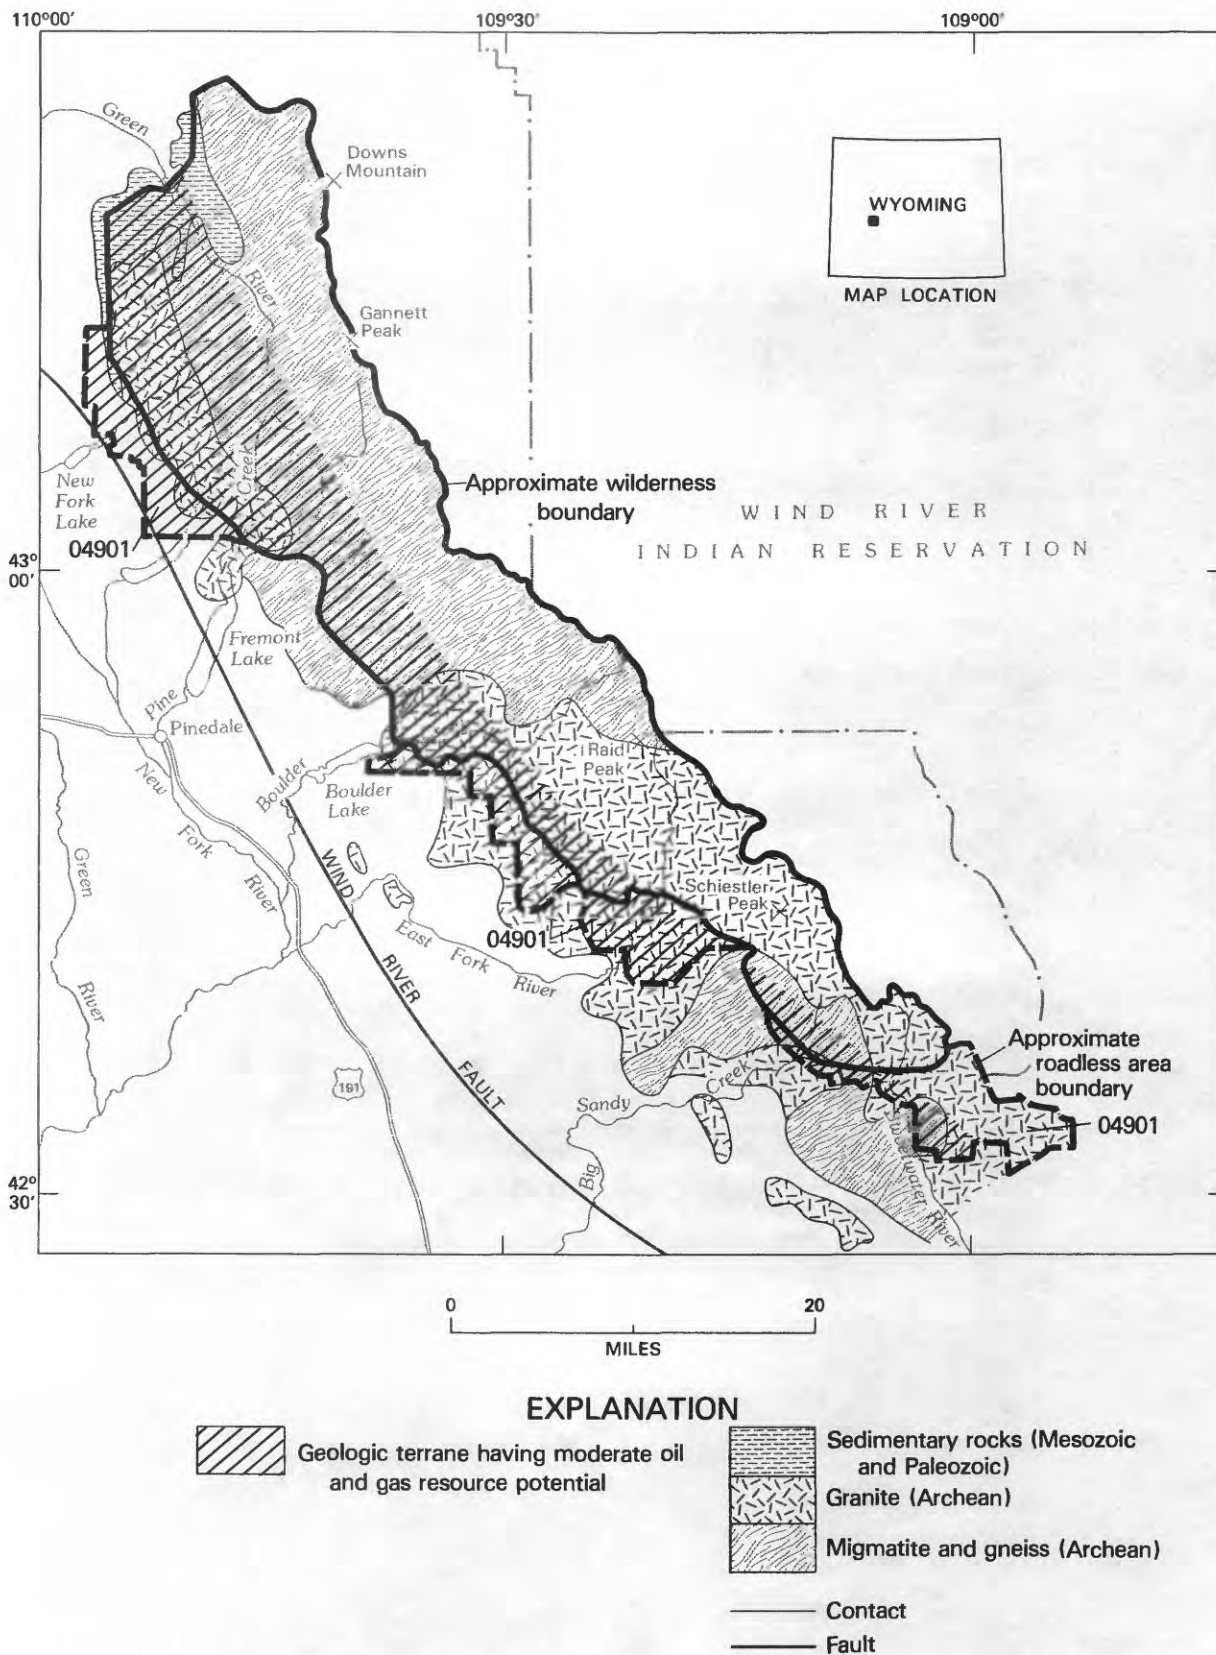 110°00'
109°30'
109°00'
Green
Downs
Mountain
WYOMING
MAP LOCATION
River
Gannett
Peak
Approximate wilderness
boundary
WIND RIVER
INDIAN RESERVATION
New
Fork
Lake
Creek
04901
43°
00'
Fremont
Lake
Pine
Pinedale
Raid
Peak
Boulder
Boulder
Lake
New
Fork
River
Green
River
WIND
RIVER
FAULT
Schiestler
Peak
04901
East
Fork
River
Approximate
roadless area
boundary
191
Sandy
Creek
04901
Big
Sweetwater
River
42°
30'
0
20
MILES
EXPLANATION
Geologic terrane having moderate oil
and gas resource potential
Sedimentary rocks (Mesozoic
and Paleozoic)
Granite (Archean)
Migmatite and gneiss (Archean)
Contact
Fault